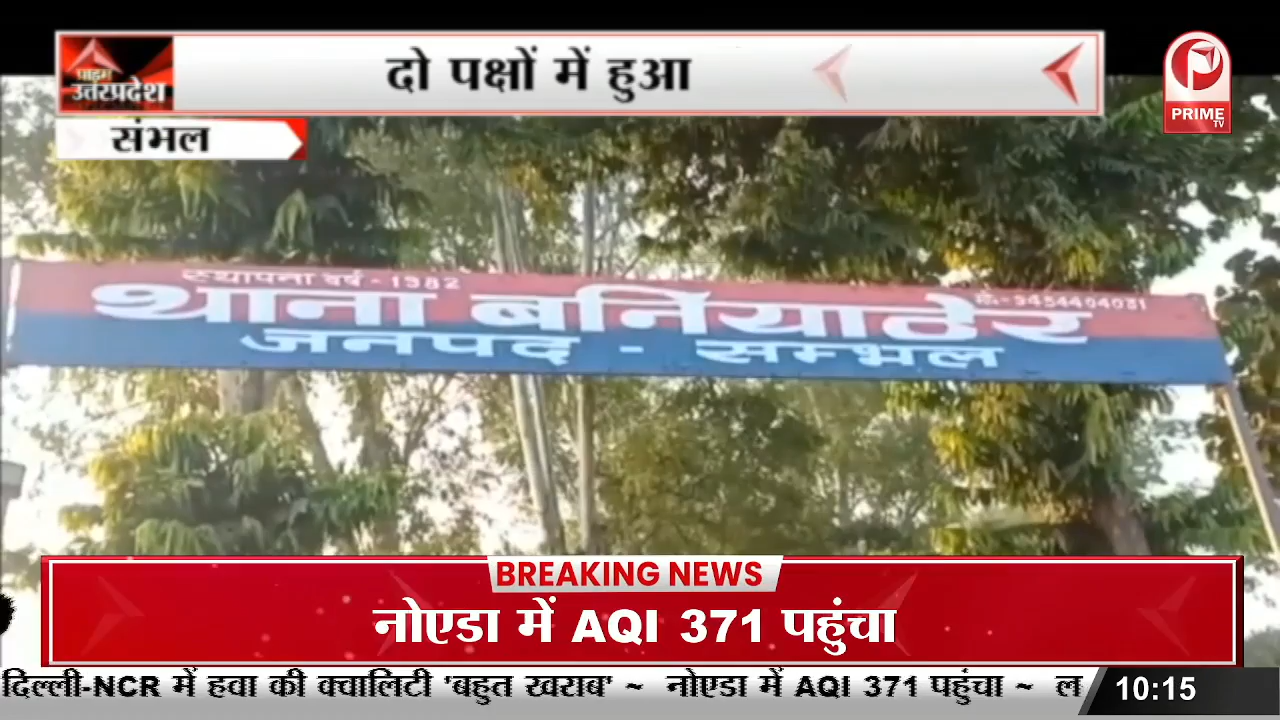 दो पक्षों में हुआ
प्राइम
उत्तरप्रदेश
PRIME
TV
संभल
स्थापना वर्ष - 1982
मो.-9454404031
थाना बनियाठेर
जनपद - सम्भल
BREAKING NEWS
नोएडा में AQI 371 पहुंचा
दिल्ली-NCR में हवा की क्वालिटी 'बहुत खराब' ~ नोएडा में AQI 371 पहुंचा ~ ल
10:15